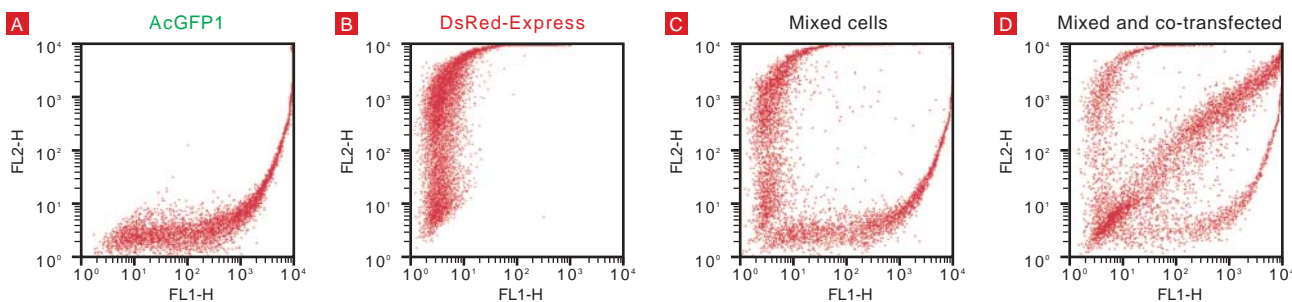 A AcGFP1
10⁴
10³
10²
10¹
10⁰
FL2-H
10⁰ 10¹ 10² 10³ 10⁴
FL1-H
B DsRed-Express
10⁴
10³
10²
10¹
10⁰
FL2-H
10⁰ 10¹ 10² 10³ 10⁴
FL1-H
C Mixed cells
10⁴
10³
10²
10¹
10⁰
FL2-H
10⁰ 10¹ 10² 10³ 10⁴
FL1-H
D Mixed and co-transfected
10⁴
10³
10²
10¹
10⁰
FL2-H
10⁰ 10¹ 10² 10³ 10⁴
FL1-H